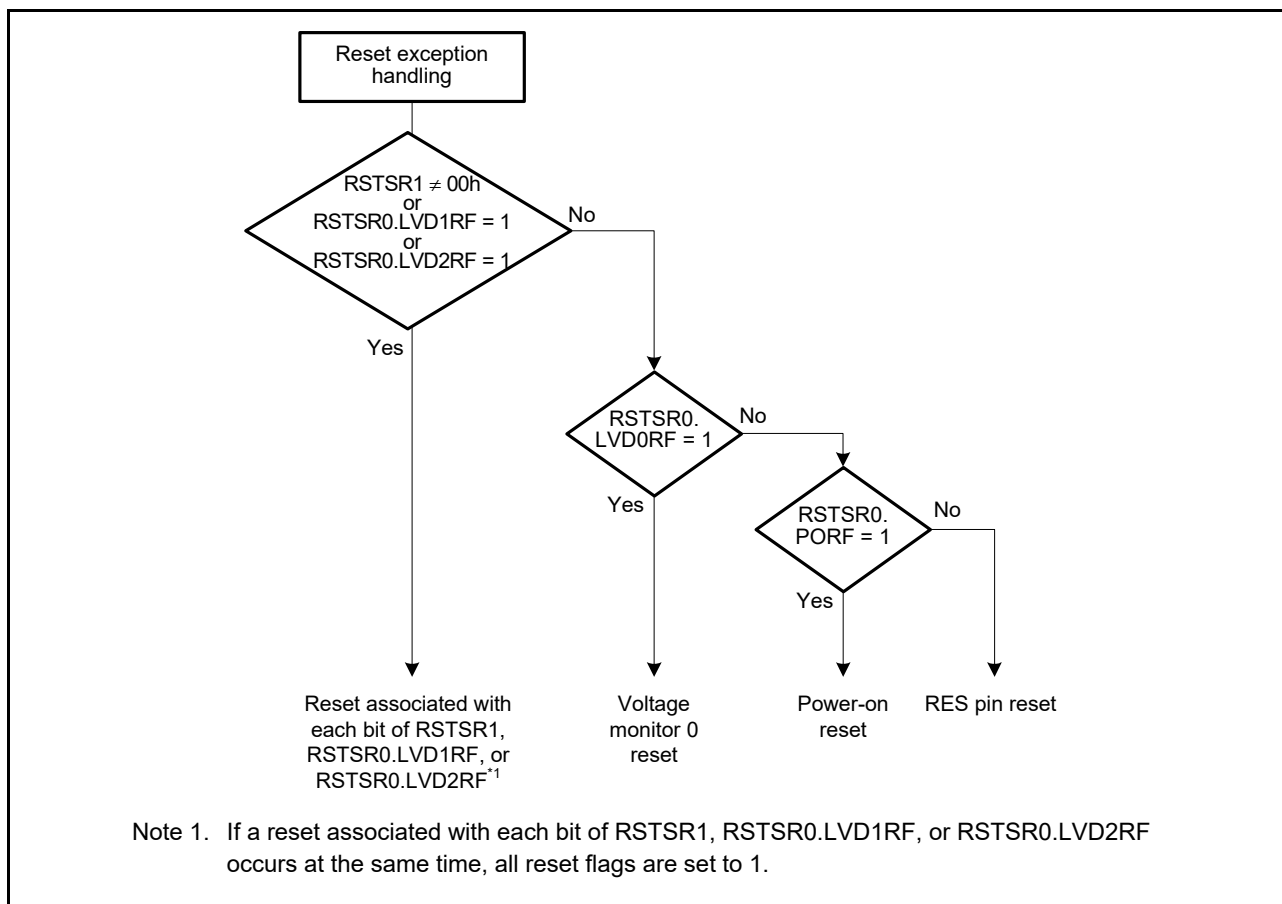 Reset exception
handling
RSTSR1 ≠ 00h
or
RSTSR0.LVD1RF = 1
or
RSTSR0.LVD2RF = 1
No
Yes
RSTSR0.
LVD0RF = 1
No
Yes
RSTSR0.
PORF = 1
No
Yes
Reset associated with
each bit of RSTSR1,
RSTSR0.LVD1RF, or
RSTSR0.LVD2RF*1
Voltage
monitor 0
reset
Power-on
reset
RES pin reset
Note 1. If a reset associated with each bit of RSTSR1, RSTSR0.LVD1RF, or RSTSR0.LVD2RF
occurs at the same time, all reset flags are set to 1.